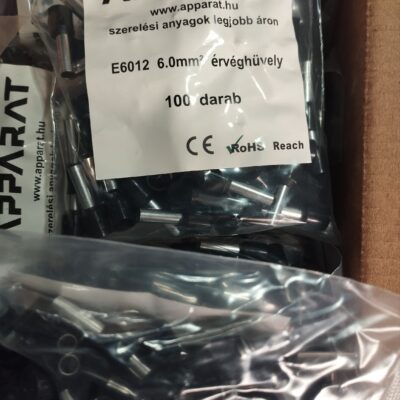 www.apparat.hu
szerelési anyagok legjobb áron
E6012 6.0mm² érvéghüvely
100 darab
CE RoHS Reach
APPARAT
www.apparat.hu
szerelési